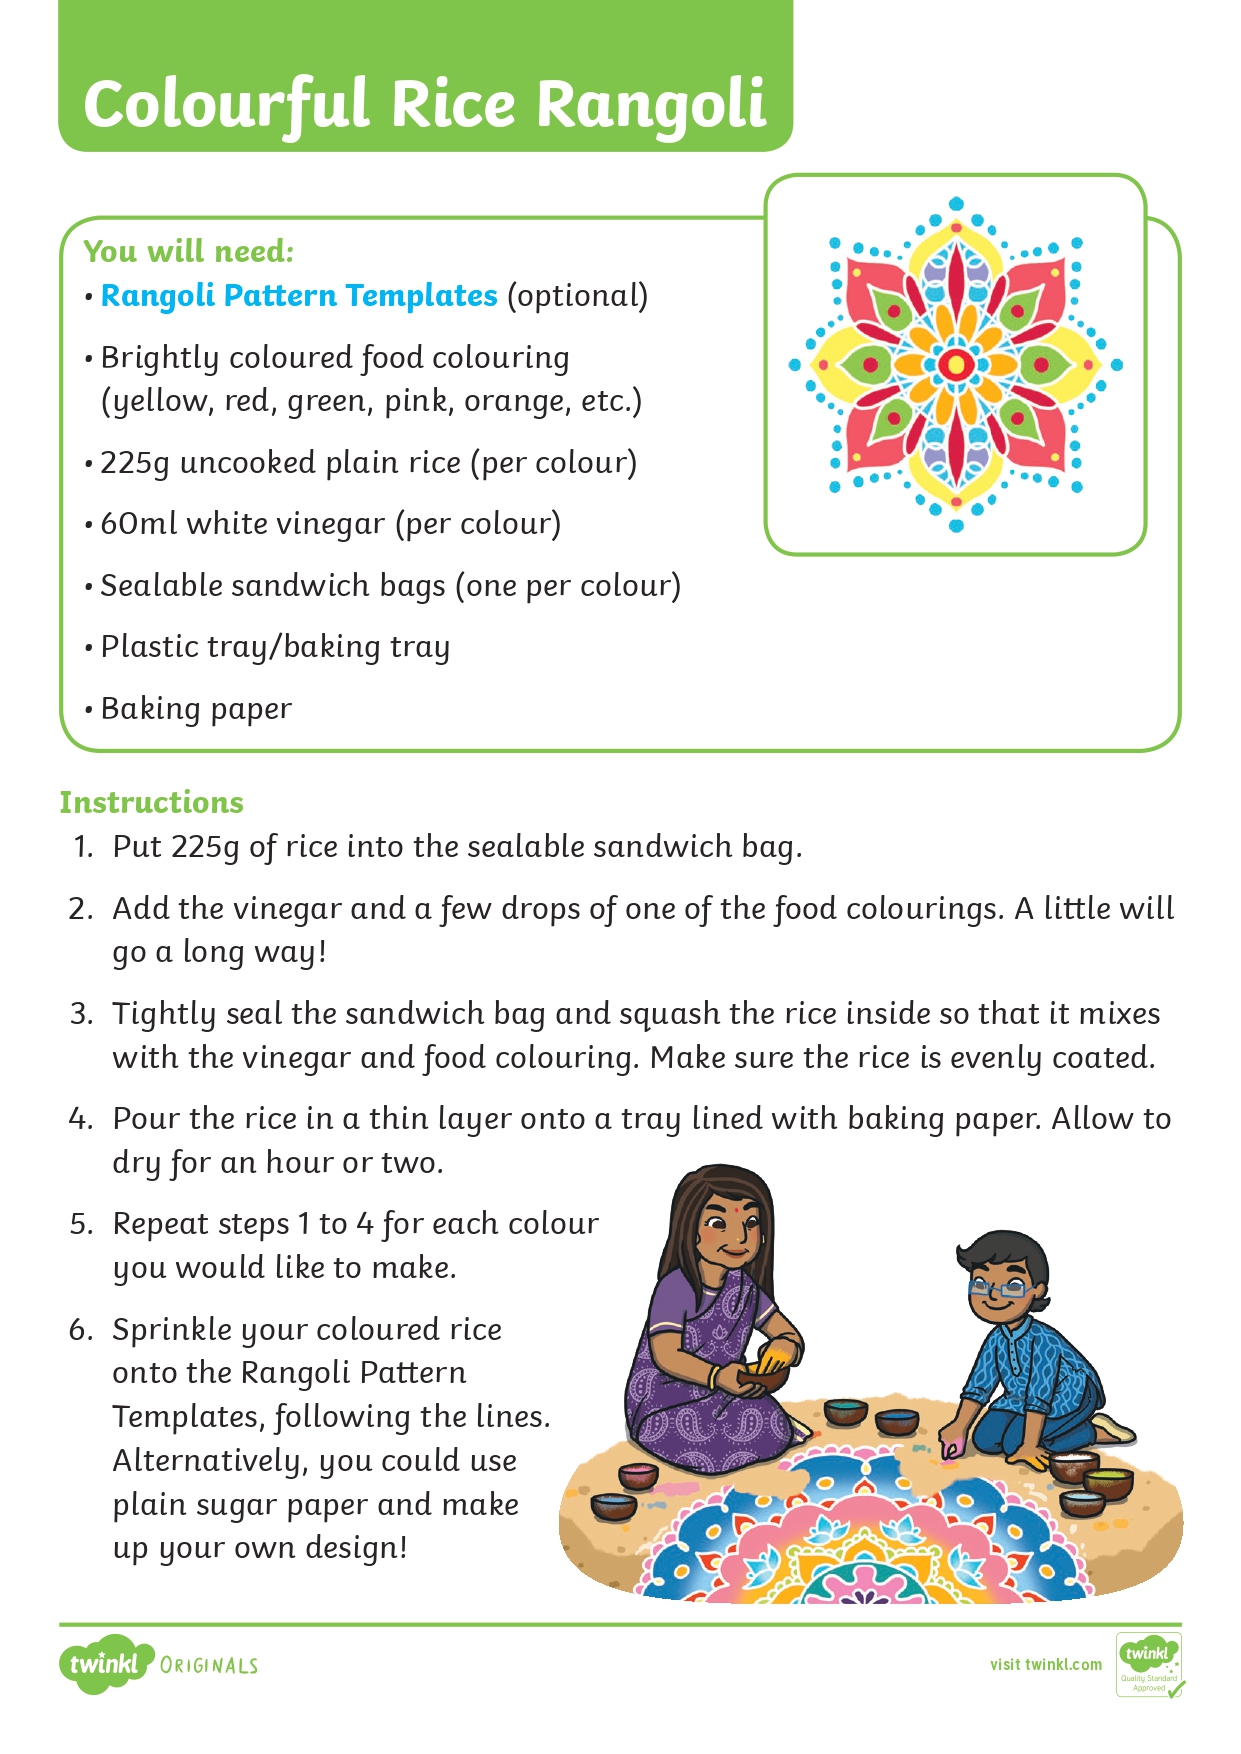 Colourful Rice Rangoli
You will need:
• Rangoli Pattern Templates (optional)
• Brightly coloured food colouring
(yellow, red, green, pink, orange, etc.)
• 225g uncooked plain rice (per colour)
• 60ml white vinegar (per colour)
• Sealable sandwich bags (one per colour)
• Plastic tray/baking tray
• Baking paper
Instructions
1. Put 225g of rice into the sealable sandwich bag.
2. Add the vinegar and a few drops of one of the food colourings. A little will
go a long way!
3. Tightly seal the sandwich bag and squash the rice inside so that it mixes
with the vinegar and food colouring. Make sure the rice is evenly coated.
4. Pour the rice in a thin layer onto a tray lined with baking paper. Allow to
dry for an hour or two.
5. Repeat steps 1 to 4 for each colour
you would like to make.
6. Sprinkle your coloured rice
onto the Rangoli Pattern
Templates, following the lines.
Alternatively, you could use
plain sugar paper and make
up your own design!
twinkl ORIGINALS
visit twinkl.com
twinkl
Quality Standard
Approved